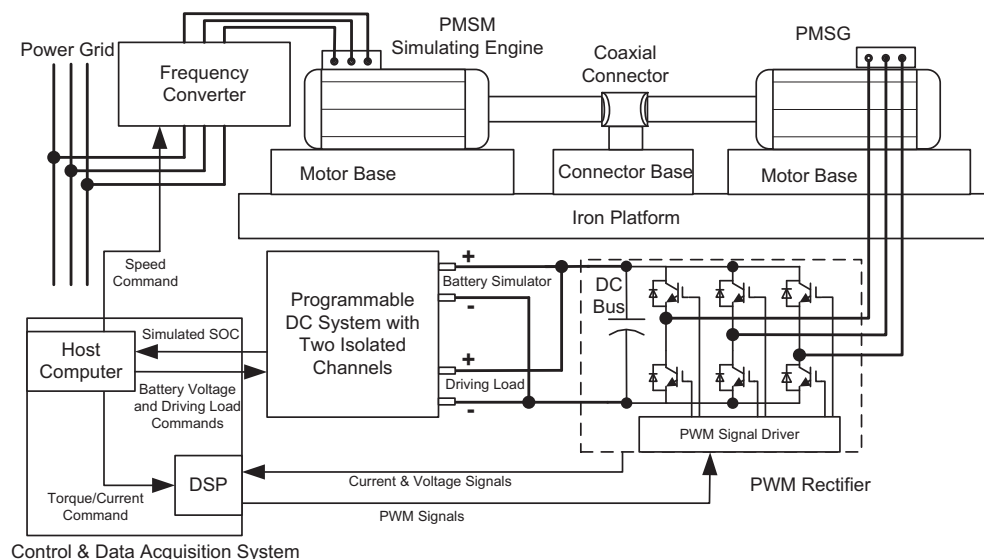 Power Grid
Frequency
Converter
PMSM
Simulating Engine
Coaxial
Connector
PMSG
Motor Base
Connector Base
Motor Base
Iron Platform
Speed
Command
Programmable
DC System with
Two Isolated
Channels
+
Battery Simulator
-
+
Driving Load
-
DC
Bus
Simulated SOC
Host
Computer
Battery Voltage
and Driving Load
Commands
PWM Signal Driver
DSP
Torque/Current
Command
Current & Voltage Signals
PWM Signals
PWM Rectifier
Control & Data Acquisition System